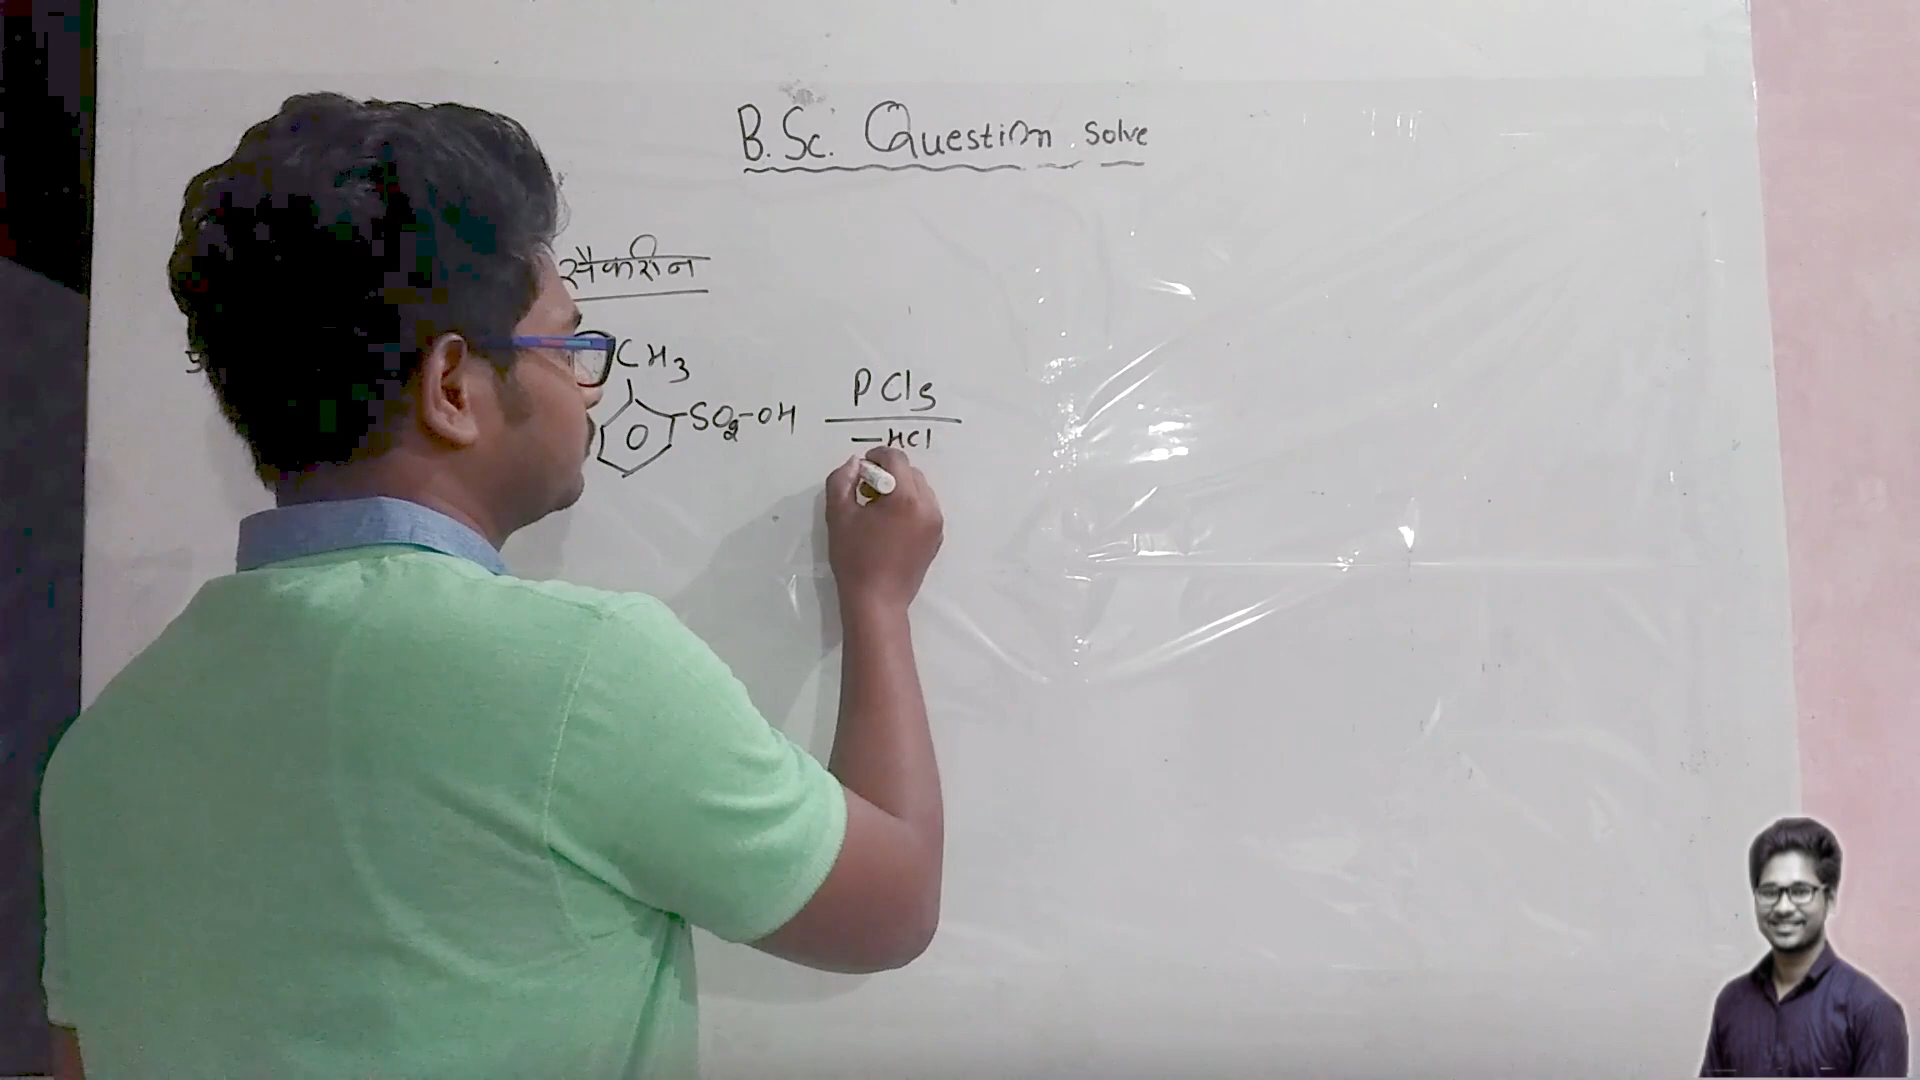 B.Sc. Question solve
सैकरीन
CH3
SO2-OH
PCl5
-HCl